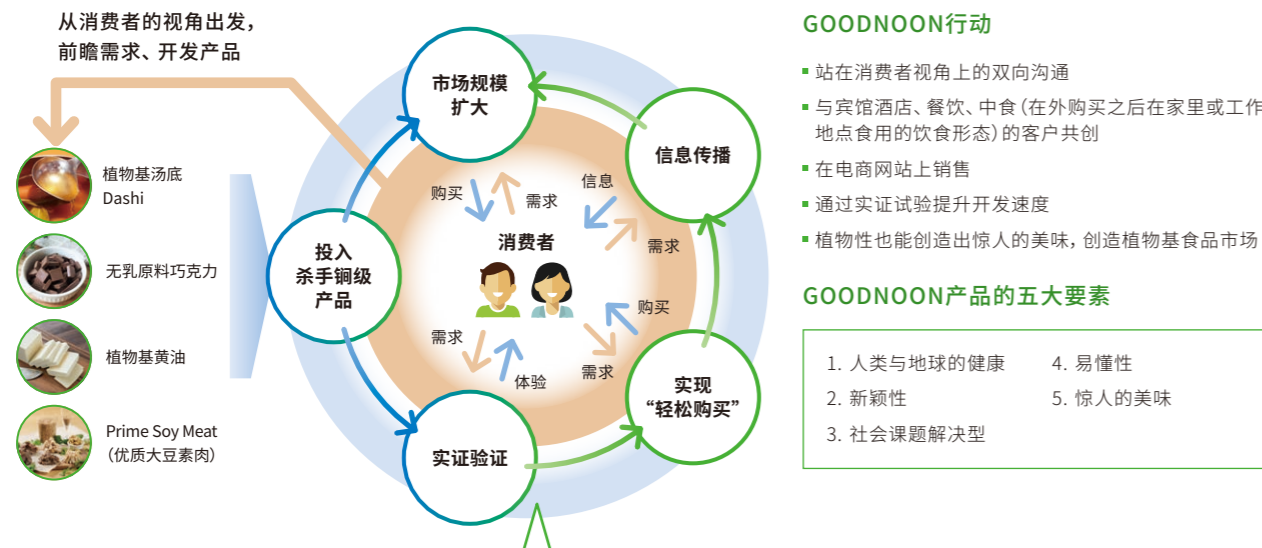 从消费者的视角出发，
前瞻需求、开发产品
植物基汤底
Dashi
无乳原料巧克力
植物基黄油
Prime Soy Meat
（优质大豆素肉）
投入
杀手锏级
产品
市场规模
扩大
信息传播
实现
“轻松购买”
实证验证
购买
需求
信息
需求
消费者
购买
需求
需求
体验
GOODNOON行动
站在消费者视角上的双向沟通
与宾馆酒店、餐饮、中食（在外购买之后在家里或工作
地点食用的饮食形态）的客户共创
在电商网站上销售
通过实证试验提升开发速度
植物性也能创造出惊人的美味，创造植物基食品市场
GOODNOON产品的五大要素
1. 人类与地球的健康
2. 新颖性
3. 社会课题解决型
4. 易懂性
5. 惊人的美味